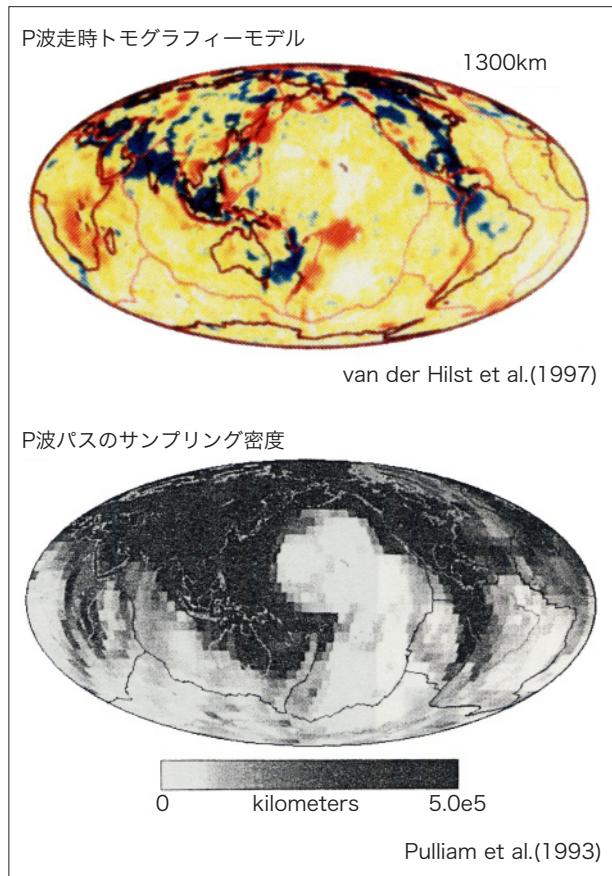 P波走時トモグラフィーモデル
1300km
van der Hilst et al.(1997)
P波パスのサンプリング密度
0 kilometers 5.0e5
Pulliam et al.(1993)